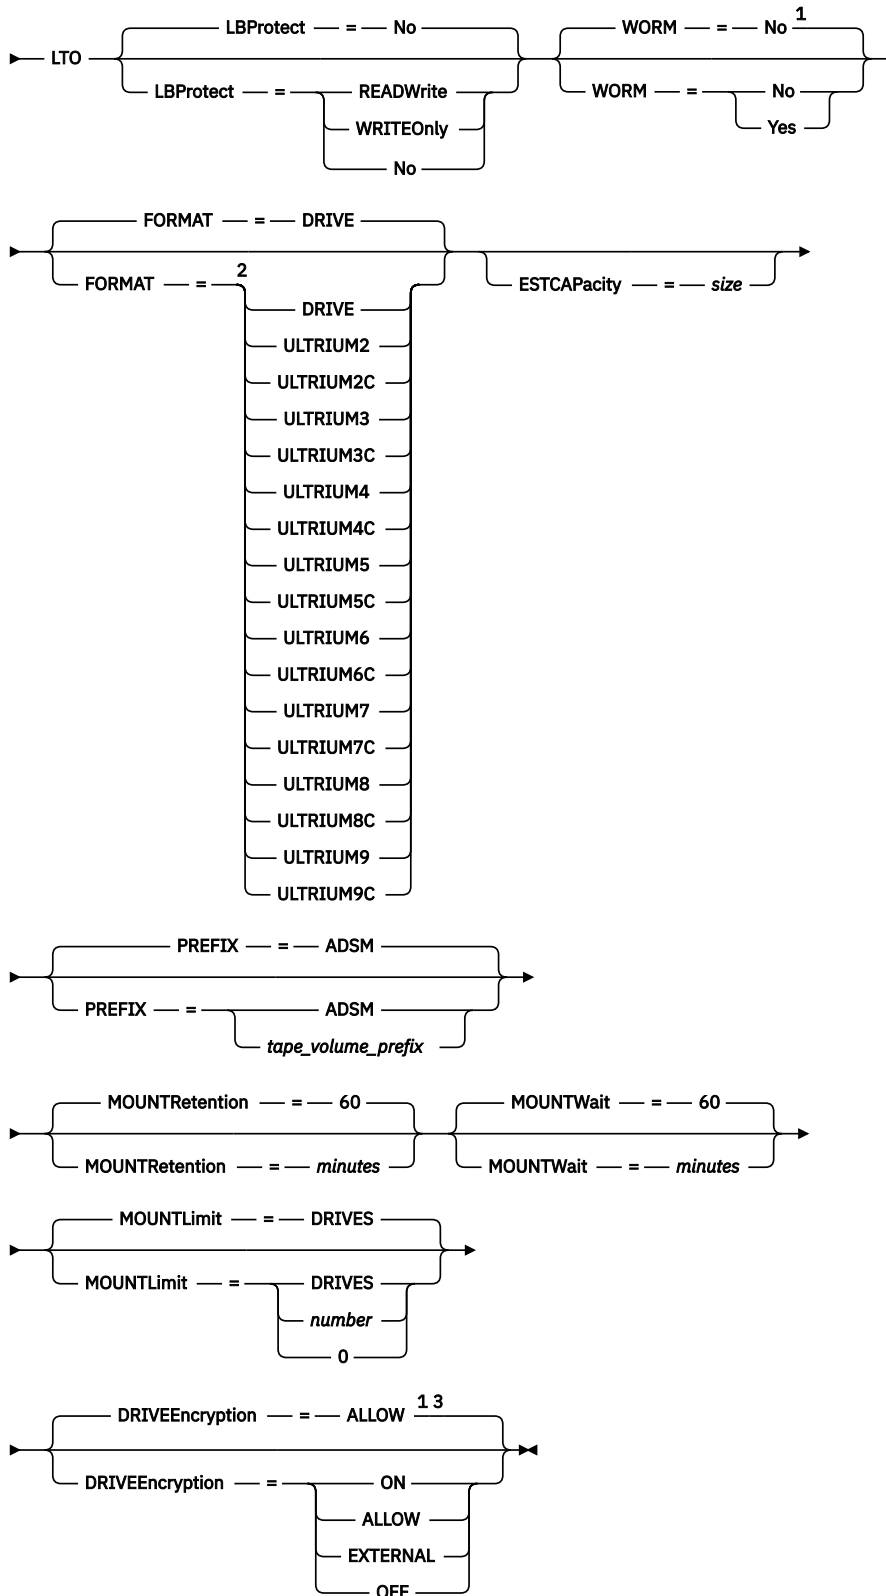 LBProtect = No WORM = No 1
LTO
LBProtect = READWrite WORM = No
WRITEOnly Yes
No
FORMAT = DRIVE
FORMAT = 2 ESTCAPacity = size
DRIVE
ULTRIUM2
ULTRIUM2C
ULTRIUM3
ULTRIUM3C
ULTRIUM4
ULTRIUM4C
ULTRIUM5
ULTRIUM5C
ULTRIUM6
ULTRIUM6C
ULTRIUM7
ULTRIUM7C
ULTRIUM8
ULTRIUM8C
ULTRIUM9
ULTRIUM9C
PREFIX = ADSM
PREFIX = ADSM
tape_volume_prefix
MOUNTRetention = 60 MOUNTWait = 60
MOUNTRetention = minutes MOUNTWait = minutes
MOUNTLimit = DRIVES
MOUNTLimit = DRIVES
number
0
DRIVEEncryption = ALLOW 1 3
DRIVEEncryption = ON
ALLOW
EXTERNAL
OFF